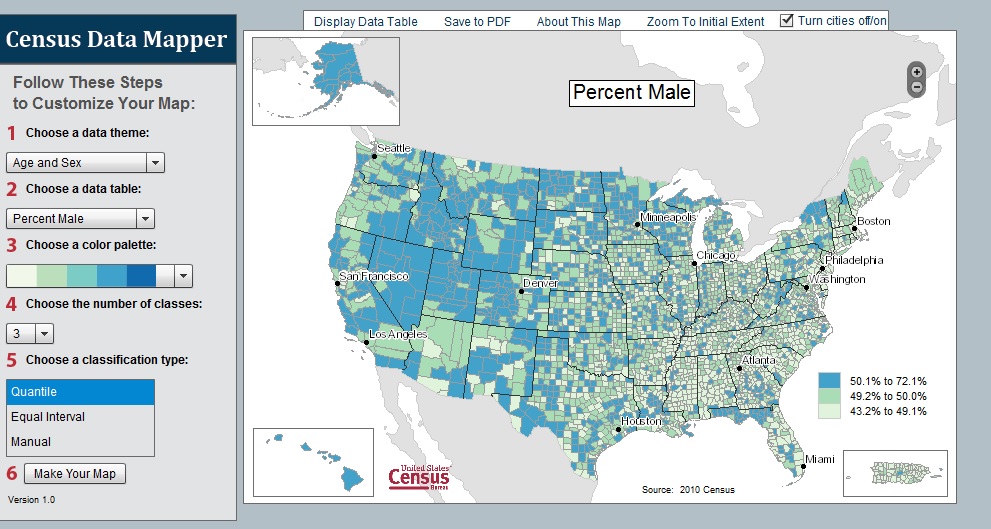 Display Data Table Save to PDF About This Map Zoom To Initial Extent Turn cities off/on
Census Data Mapper
Follow These Steps
to Customize Your Map:
1 Choose a data theme:
Age and Sex
2 Choose a data table:
Percent Male
3 Choose a color palette:
4 Choose the number of classes:
3
5 Choose a classification type:
Quantile
Equal Interval
Manual
6 Make Your Map
Version 1.0
Percent Male
Seattle
Minneapolis
Boston
Chicago
Philadelphia
San Francisco
Washington
Denver
Los Angeles
Atlanta
50.1% to 72.1%
49.2% to 50.0%
43.2% to 49.1%
Houston
Miami
United States®
Census
Bureau
Source: 2010 Census